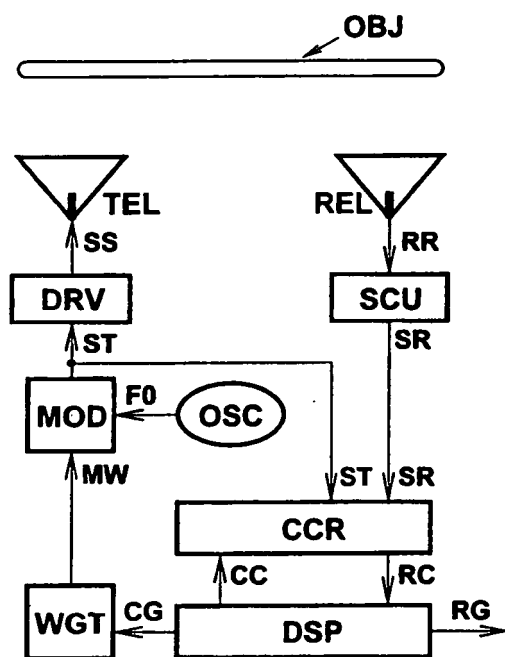 OBJ
TEL
REL
SS
RR
DRV
SCU
ST
SR
F0
MOD
OSC
MW
ST
SR
CCR
CC
RC
CG
RG
WGT
DSP